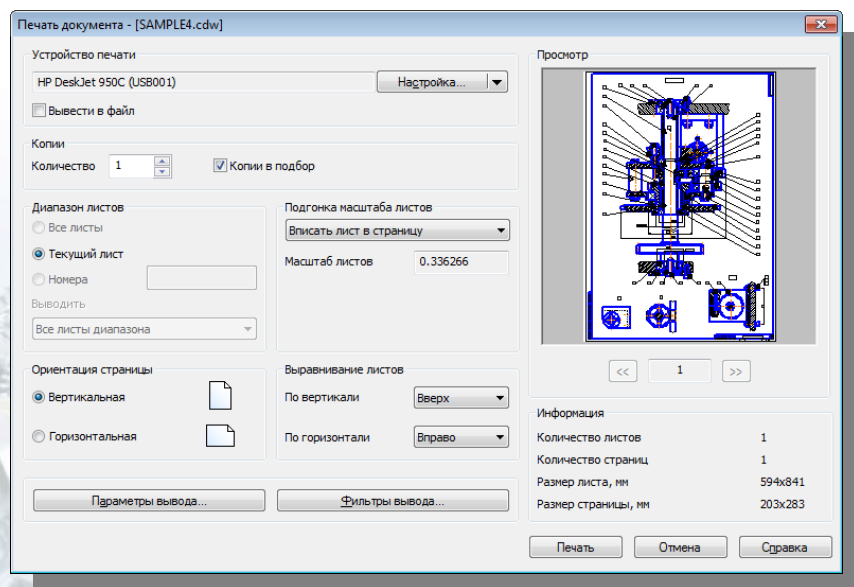 Печать документа - [SAMPLE4.cdw]
Устройство печати
HP DeskJet 950C (USB001)
Настройка...
Вывести в файл
Копии
Количество 1
Копии в подбор
Диапазон листов
Все листы
Текущий лист
Номера
Выводить
Все листы диапазона
Подгонка масштаба листов
Вписать лист в страницу
Масштаб листов 0.336266
Ориентация страницы
Вертикальная
Горизонтальная
Выравнивание листов
По вертикали Вверх
По горизонтали Вправо
Параметры вывода...
Фильтры вывода...
Просмотр
<< 1 >>
Информация
Количество листов 1
Количество страниц 1
Размер листа, мм 594x841
Размер страницы, мм 203x283
Печать
Отмена
Справка